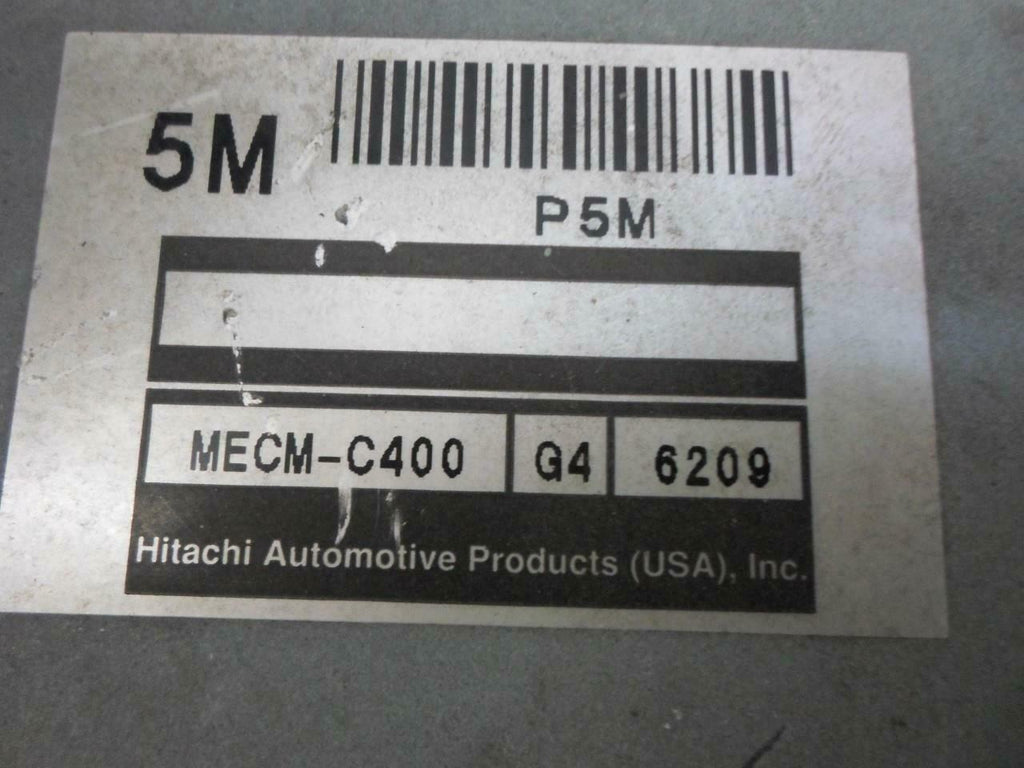 5M
P5M
MECM-C400 G4 6209
Hitachi Automotive Products (USA), Inc.